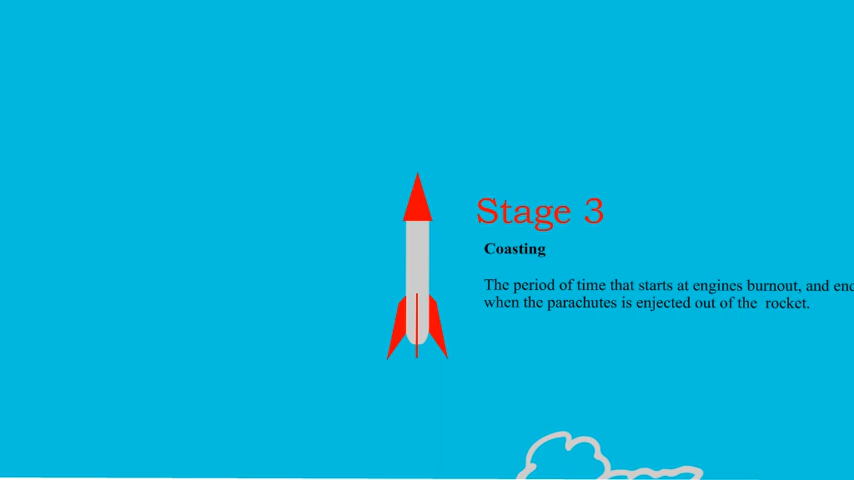 Stage 3
Coasting
The period of time that starts at engines burnout, and end
when the parachutes is enjected out of the rocket.